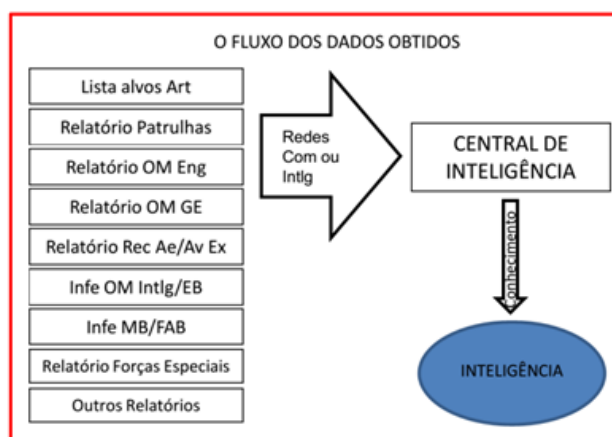 O FLUXO DOS DADOS OBTIDOS
Lista alvos Art
Relatório Patrulhas
Relatório OM Eng
Relatório OM GE
Relatório Rec Ae/Av Ex
Infe OM Intlg/EB
Infe MB/FAB
Relatório Forças Especiais
Outros Relatórios
Redes
Com ou
Intlg
CENTRAL DE
INTELIGÊNCIA
Conhecimento
INTELIGÊNCIA